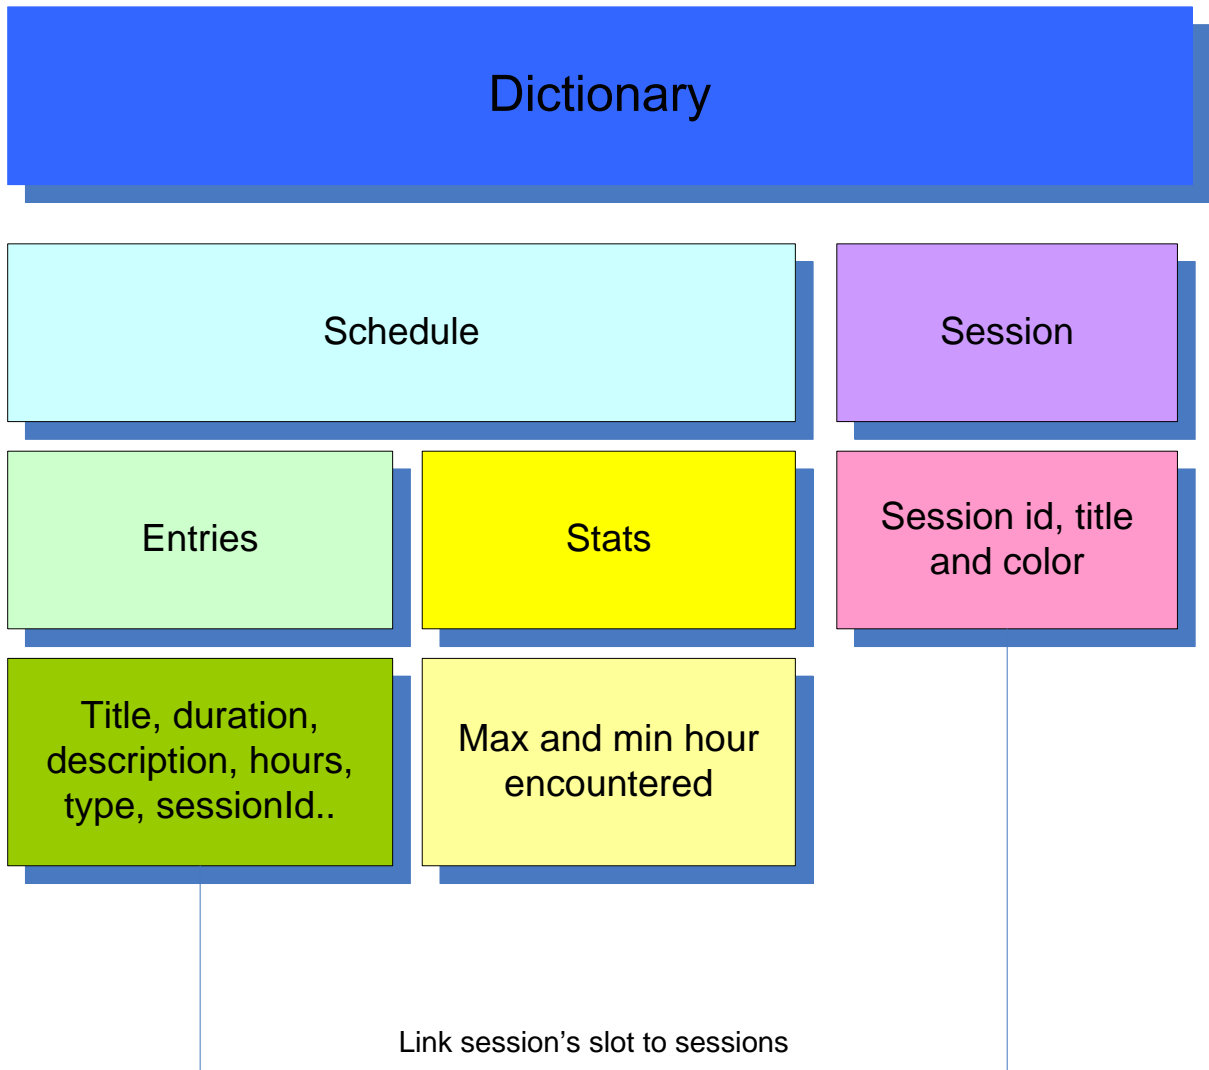 Dictionary
Schedule
Session
Entries
Stats
Session id, title
and color
Title, duration,
description, hours,
type, sessionId..
Max and min hour
encountered
Link session’s slot to sessions